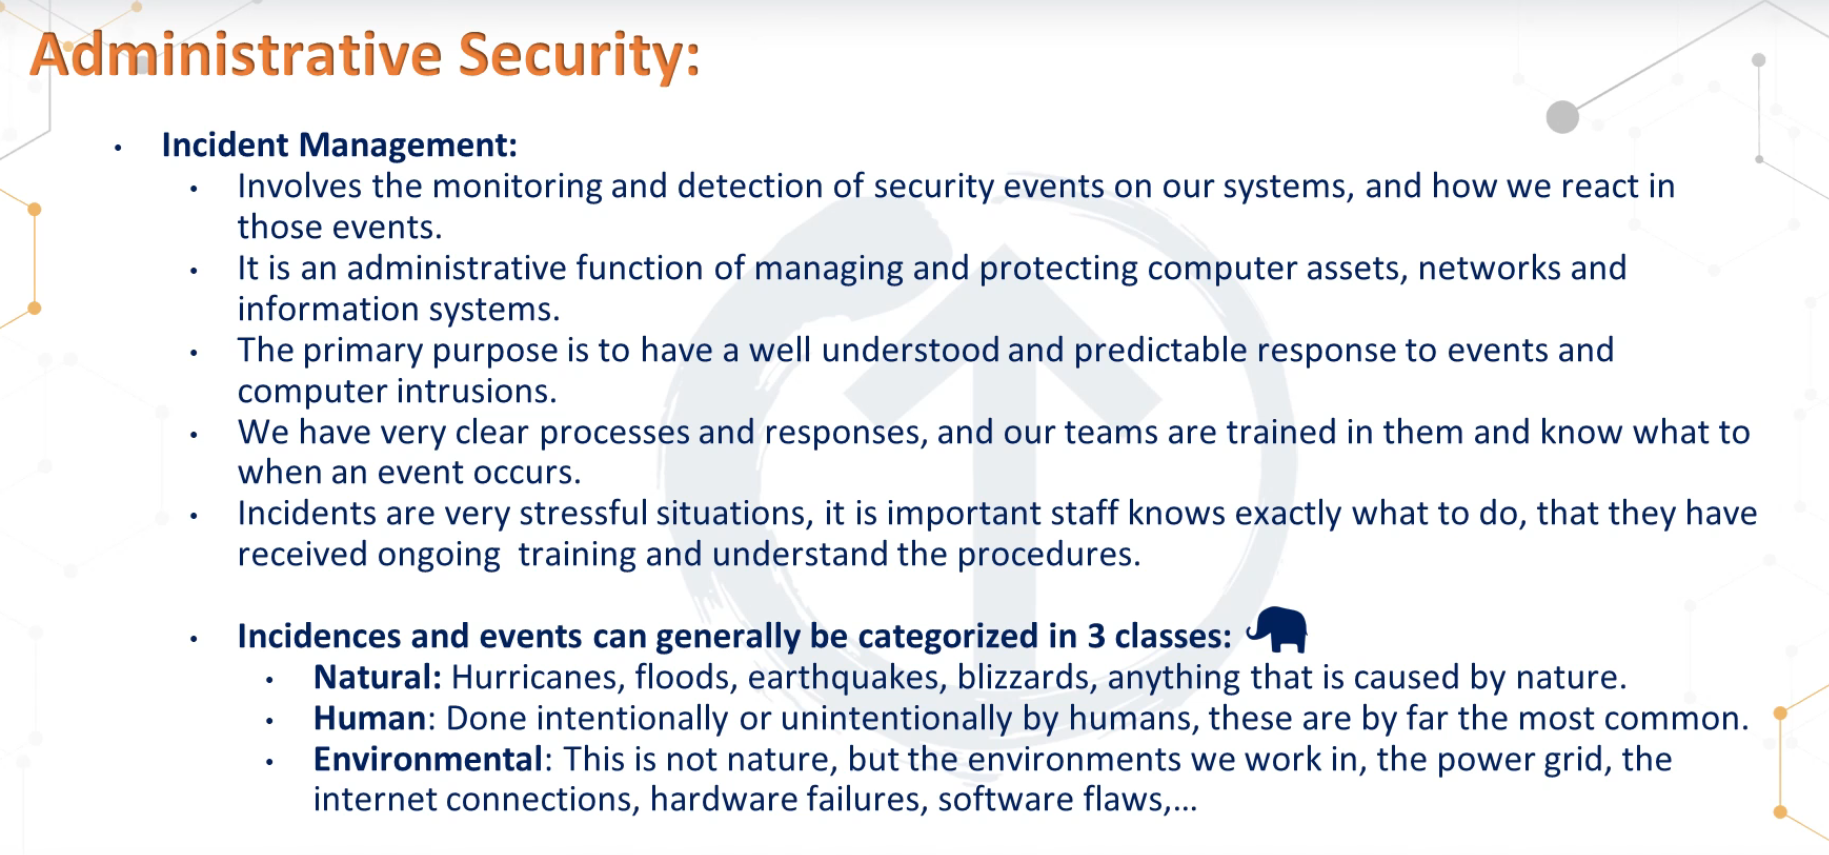 Administrative Security:
• Incident Management:
• Involves the monitoring and detection of security events on our systems, and how we react in
those events.
• It is an administrative function of managing and protecting computer assets, networks and
information systems.
• The primary purpose is to have a well understood and predictable response to events and
computer intrusions.
• We have very clear processes and responses, and our teams are trained in them and know what to
when an event occurs.
• Incidents are very stressful situations, it is important staff knows exactly what to do, that they have
received ongoing  training and understand the procedures.
• Incidences and events can generally be categorized in 3 classes:
• Natural: Hurricanes, floods, earthquakes, blizzards, anything that is caused by nature.
• Human: Done intentionally or unintentionally by humans, these are by far the most common.
• Environmental: This is not nature, but the environments we work in, the power grid, the
internet connections, hardware failures, software flaws,...